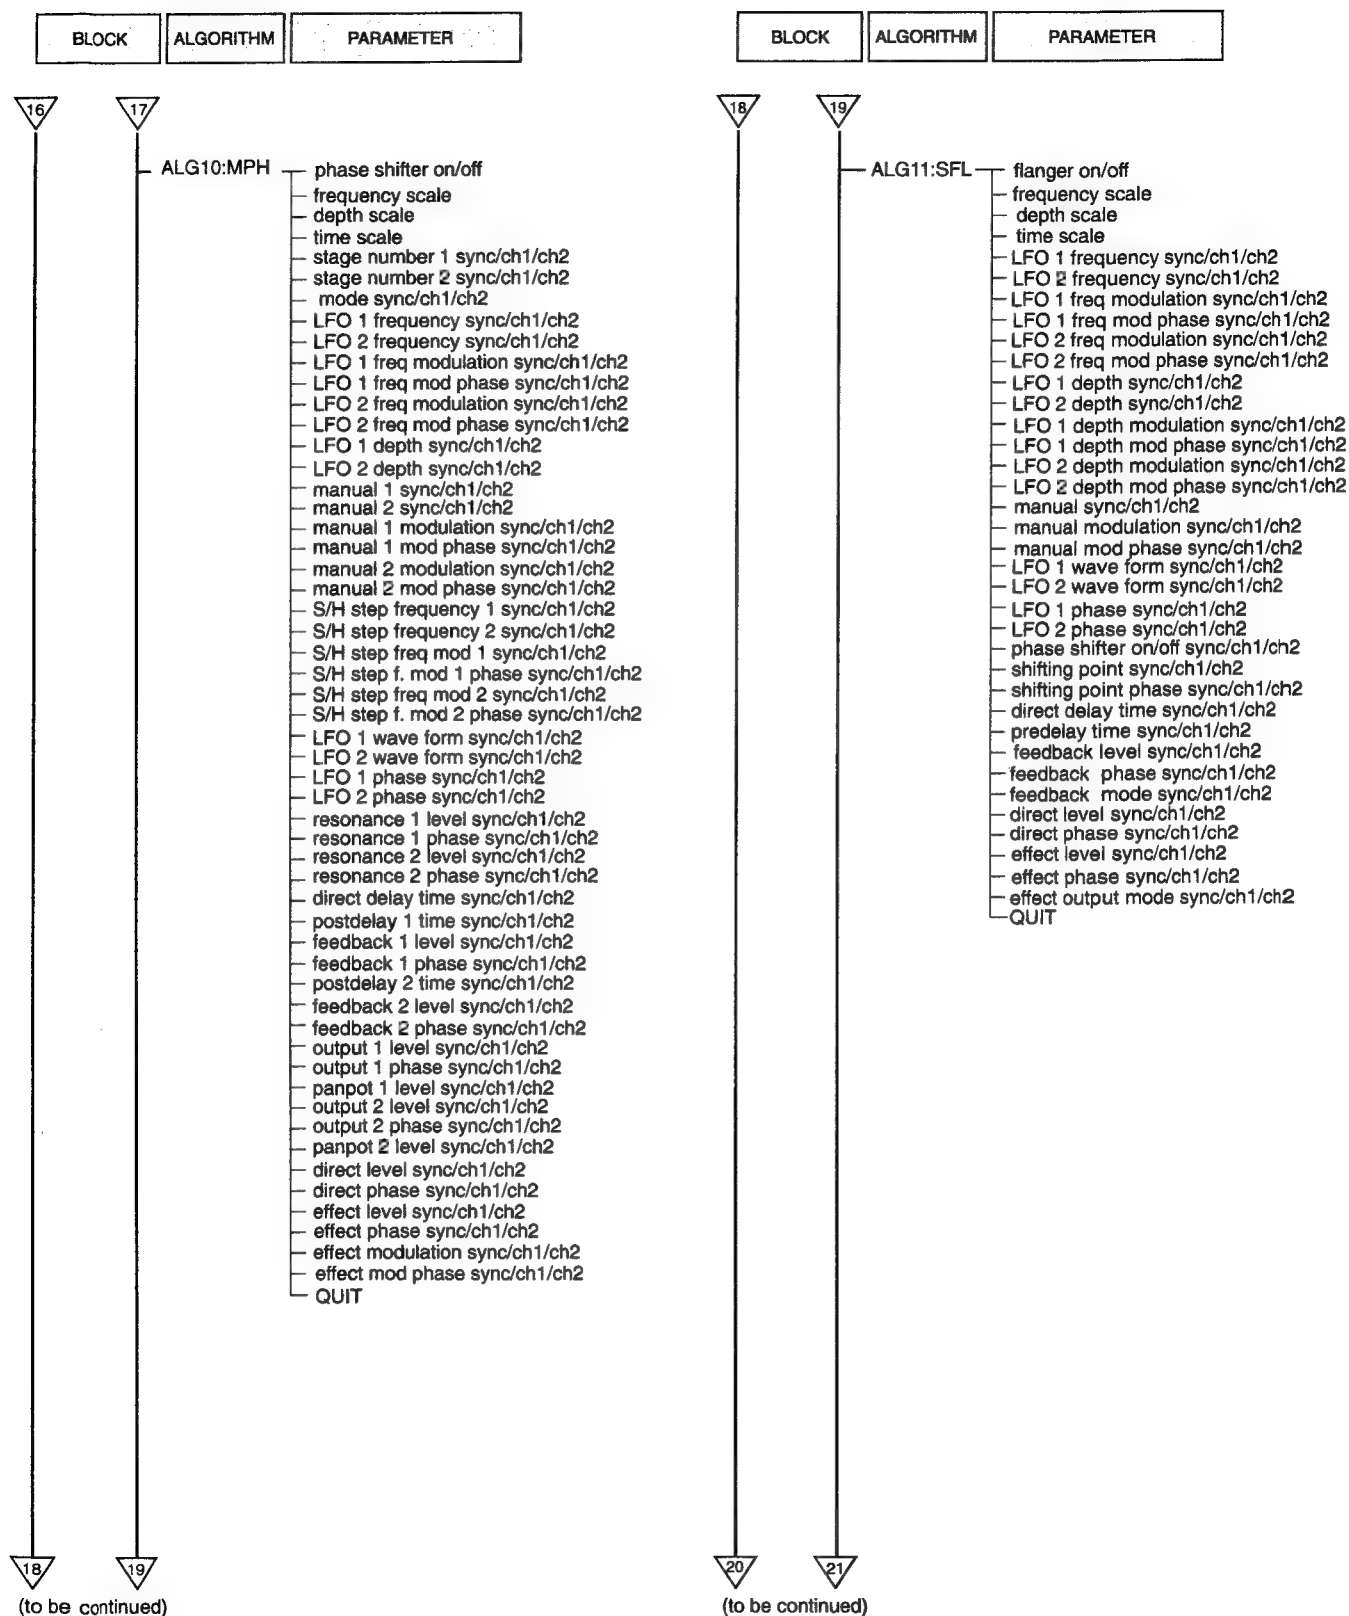 BLOCK ALGORITHM PARAMETER
16 17
ALG10:MPH phase shifter on/off
frequency scale
depth scale
time scale
stage number 1 sync/ch1/ch2
stage number 2 sync/ch1/ch2
mode sync/ch1/ch2
LFO 1 frequency sync/ch1/ch2
LFO 2 frequency sync/ch1/ch2
LFO 1 freq modulation sync/ch1/ch2
LFO 1 freq mod phase sync/ch1/ch2
LFO 2 freq modulation sync/ch1/ch2
LFO 2 freq mod phase sync/ch1/ch2
LFO 1 depth sync/ch1/ch2
LFO 2 depth sync/ch1/ch2
manual 1 sync/ch1/ch2
manual 2 sync/ch1/ch2
manual 1 modulation sync/ch1/ch2
manual 1 mod phase sync/ch1/ch2
manual 2 modulation sync/ch1/ch2
manual 2 mod phase sync/ch1/ch2
S/H step frequency 1 sync/ch1/ch2
S/H step frequency 2 sync/ch1/ch2
S/H step freq mod 1 sync/ch1/ch2
S/H step f. mod 1 phase sync/ch1/ch2
S/H step freq mod 2 sync/ch1/ch2
S/H step f. mod 2 phase sync/ch1/ch2
LFO 1 wave form sync/ch1/ch2
LFO 2 wave form sync/ch1/ch2
LFO 1 phase sync/ch1/ch2
LFO 2 phase sync/ch1/ch2
resonance 1 level sync/ch1/ch2
resonance 1 phase sync/ch1/ch2
resonance 2 level sync/ch1/ch2
resonance 2 phase sync/ch1/ch2
direct delay time sync/ch1/ch2
postdelay 1 time sync/ch1/ch2
feedback 1 level sync/ch1/ch2
feedback 1 phase sync/ch1/ch2
postdelay 2 time sync/ch1/ch2
feedback 2 level sync/ch1/ch2
feedback 2 phase sync/ch1/ch2
output 1 level sync/ch1/ch2
output 1 phase sync/ch1/ch2
panpot 1 level sync/ch1/ch2
output 2 level sync/ch1/ch2
output 2 phase sync/ch1/ch2
panpot 2 level sync/ch1/ch2
direct level sync/ch1/ch2
direct phase sync/ch1/ch2
effect level sync/ch1/ch2
effect phase sync/ch1/ch2
effect modulation sync/ch1/ch2
effect mod phase sync/ch1/ch2
QUIT
18 19
(to be continued)
BLOCK ALGORITHM PARAMETER
18 19
ALG11:SFL flanger on/off
frequency scale
depth scale
time scale
LFO 1 frequency sync/ch1/ch2
LFO 2 frequency sync/ch1/ch2
LFO 1 freq modulation sync/ch1/ch2
LFO 1 freq mod phase sync/ch1/ch2
LFO 2 freq modulation sync/ch1/ch2
LFO 2 freq mod phase sync/ch1/ch2
LFO 1 depth sync/ch1/ch2
LFO 2 depth sync/ch1/ch2
LFO 1 depth modulation sync/ch1/ch2
LFO 1 depth mod phase sync/ch1/ch2
LFO 2 depth modulation sync/ch1/ch2
LFO 2 depth mod phase sync/ch1/ch2
manual sync/ch1/ch2
manual modulation sync/ch1/ch2
manual mod phase sync/ch1/ch2
LFO 1 wave form sync/ch1/ch2
LFO 2 wave form sync/ch1/ch2
LFO 1 phase sync/ch1/ch2
LFO 2 phase sync/ch1/ch2
phase shifter on/off sync/ch1/ch2
shifting point sync/ch1/ch2
shifting point phase sync/ch1/ch2
direct delay time sync/ch1/ch2
predelay time sync/ch1/ch2
feedback level sync/ch1/ch2
feedback phase sync/ch1/ch2
feedback mode sync/ch1/ch2
direct level sync/ch1/ch2
direct phase sync/ch1/ch2
effect level sync/ch1/ch2
effect phase sync/ch1/ch2
effect output mode sync/ch1/ch2
QUIT
20 21
(to be continued)